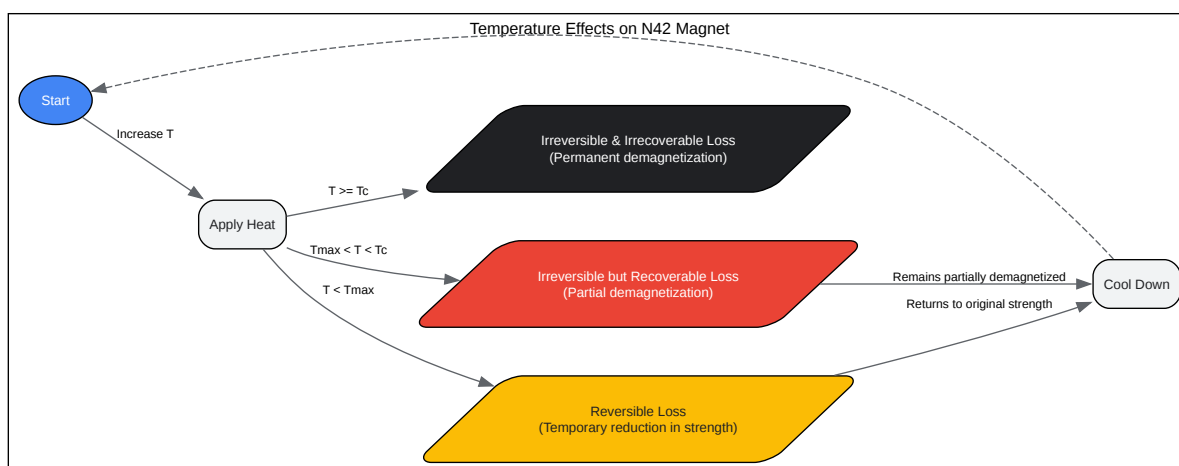 Temperature Effects on N42 Magnet
Start
Increase T
Apply Heat
T >= Tc
Tmax < T < Tc
T < Tmax
Irreversible & Irrecoverable Loss
(Permanent demagnetization)
Irreversible but Recoverable Loss
(Partial demagnetization)
Reversible Loss
(Temporary reduction in strength)
Remains partially demagnetized
Returns to original strength
Cool Down